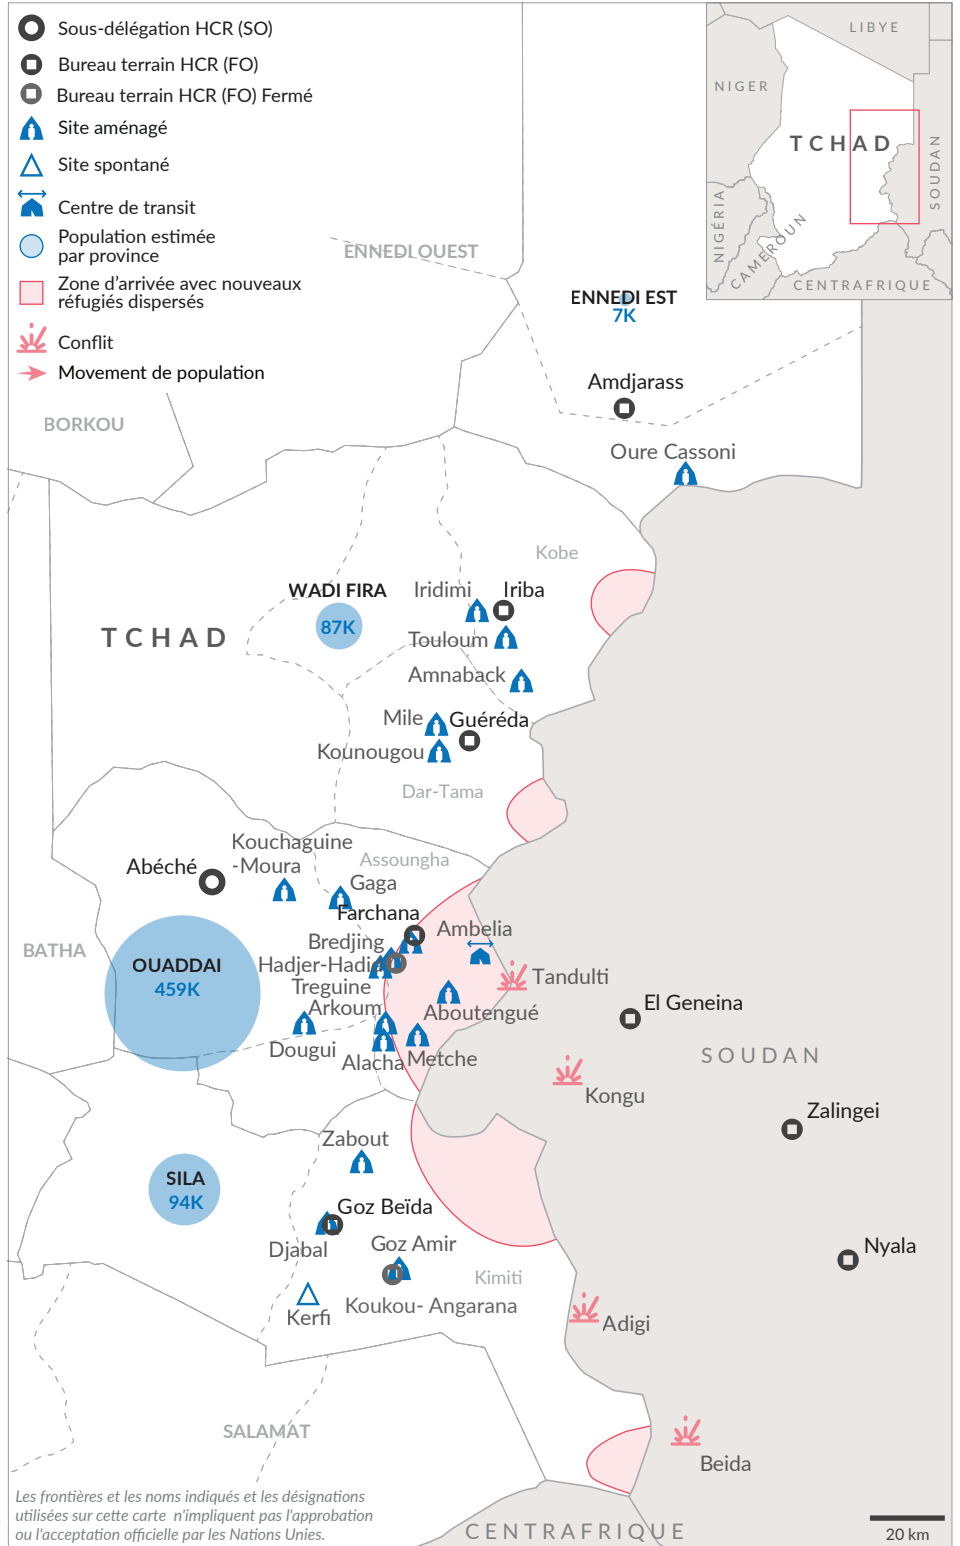 Sous-délégation HCR (SO)
Bureau terrain HCR (FO)
Bureau terrain HCR (FO) Fermé
Site aménagé
Site spontané
Centre de transit
Population estimée
par province
Zone d'arrivée avec nouveaux
réfugiés dispersés
Conflit
Movement de population
LIBYE
NIGER
TCHAD
SOUDAN
NIGÉRIA
CAMEROUN
CENTRAFRIQUE
ENNEDI OUEST
ENNEDI EST
7K
Amdjarass
BORKOU
Oure Cassoni
Kobe
WADI FIRA
87K
Iridimi
Iriba
TCHAD
Touloum
Amnaback
Mile
Guéréda
Kounougou
Dar-Tama
Kouchaguine
-Moura
Abéché
Assoungha
Gaga
Farchana
Ambelia
Bredjing
BATHA
OUADDAI
459K
Hadjer-Hadid
Tandulti
Treguine
Arkoum
Aboutengué
El Geneina
Dougui
Alacha
Metche
SOUDAN
Kongu
Zalingei
Zabout
SILA
94K
Goz Beïda
Djabal
Goz Amir
Nyala
Kimiti
Koukou- Angarana
Kerfi
Adigi
SALAMAT
Beida
Les frontières et les noms indiqués et les désignations
utilisées sur cette carte n'impliquent pas l'approbation
ou l'acceptation officielle par les Nations Unies.
CENTRAFRIQUE
20 km